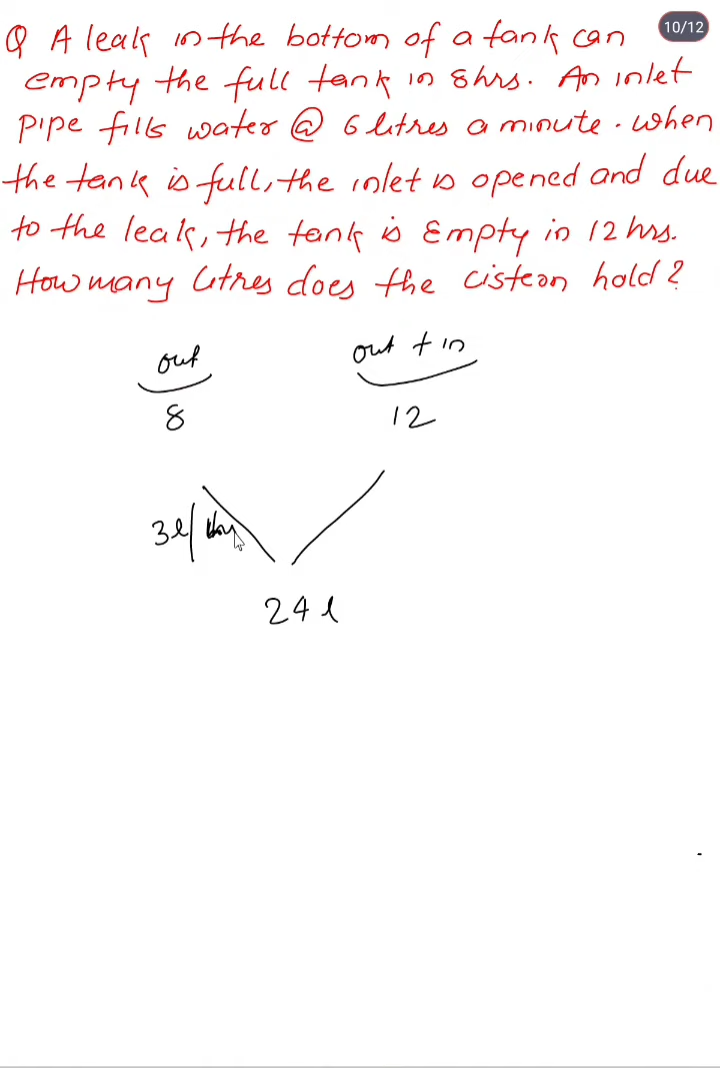 10/12
Q A leak in the bottom of a tank can
empty the full tank in 8hrs. An inlet
pipe fills water @ 6 litres a minute. when
the tank is full, the inlet is opened and due
to the leak, the tank is Empty in 12 hrs.
How many litres does the cistern hold?
out out + in
8 12
3l/
24 l